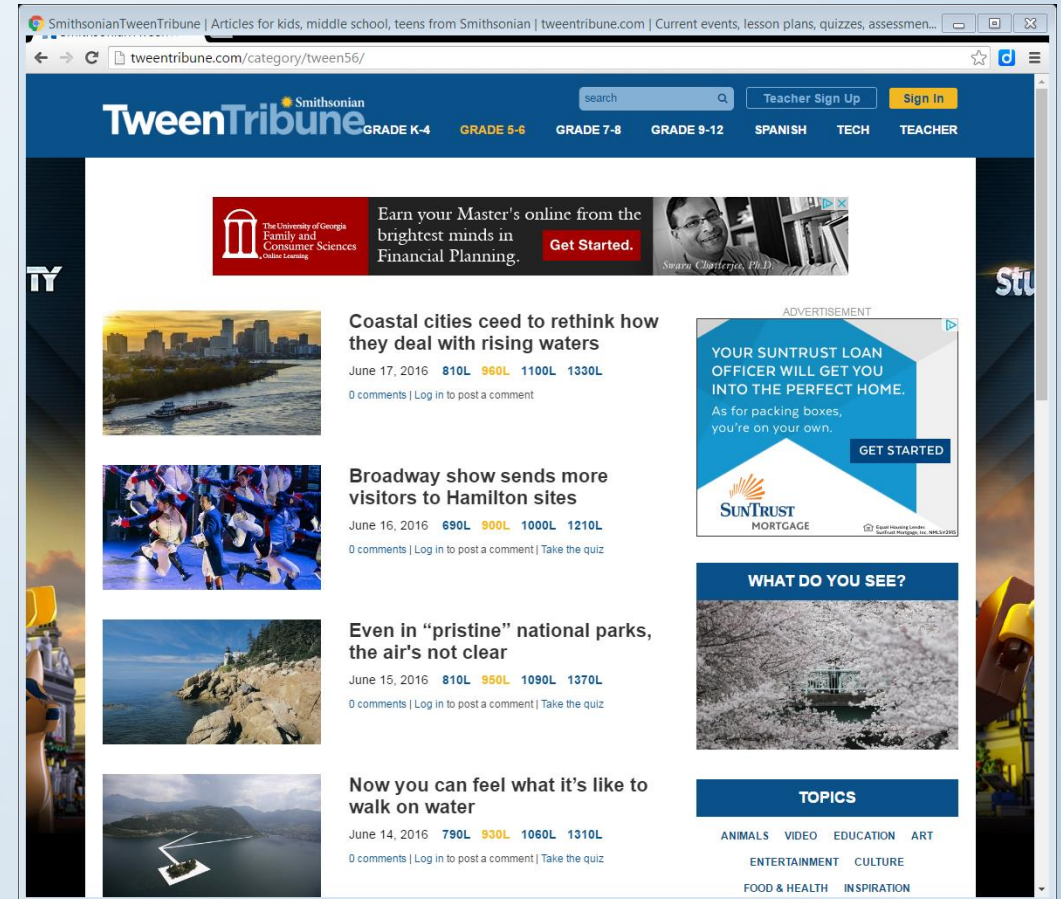 SmithsonianTweenTribune | Articles for kids, middle school, teens from Smithsonian | tweentribune.com | Current events, lesson plans, quizzes, assessmen...
tweentribune.com/category/tween56/
Smithsonian
TweenTribune
search
Teacher Sign Up
Sign In
GRADE K-4
GRADE 5-6
GRADE 7-8
GRADE 9-12
SPANISH
TECH
TEACHER
The University of Georgia
Family and
Consumer Sciences
Online Learning
Earn your Master's online from the
brightest minds in
Financial Planning.
Get Started.
Swarn Chatterjee, Ph.D.
TY
Stu
Coastal cities ceed to rethink how
they deal with rising waters
June 17, 2016 810L 960L 1100L 1330L
0 comments | Log in to post a comment
Broadway show sends more
visitors to Hamilton sites
June 16, 2016 690L 900L 1000L 1210L
0 comments | Log in to post a comment | Take the quiz
Even in “pristine” national parks,
the air's not clear
June 15, 2016 810L 950L 1090L 1370L
0 comments | Log in to post a comment | Take the quiz
Now you can feel what it’s like to
walk on water
June 14, 2016 790L 930L 1060L 1310L
0 comments | Log in to post a comment | Take the quiz
ADVERTISEMENT
YOUR SUNTRUST LOAN
OFFICER WILL GET YOU
INTO THE PERFECT HOME.
As for packing boxes,
you're on your own.
GET STARTED
SUNTRUST
MORTGAGE
Equal Housing Lender.
SunTrust Mortgage, Inc. NMLS#2915
WHAT DO YOU SEE?
TOPICS
ANIMALS VIDEO EDUCATION ART
ENTERTAINMENT CULTURE
FOOD & HEALTH INSPIRATION